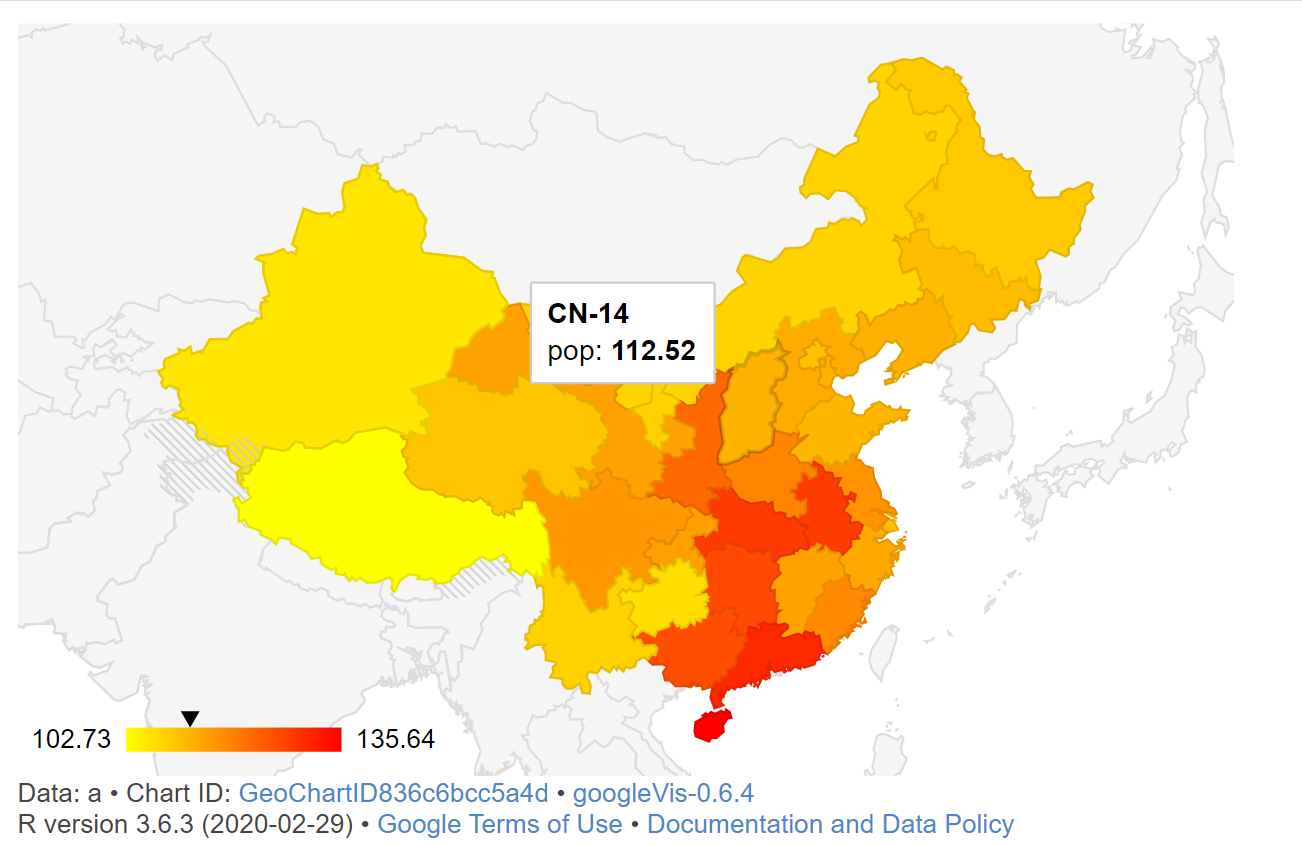 CN-14
pop: 112.52
102.73 135.64
Data: a • Chart ID: GeoChartID836c6bcc5a4d • googleVis-0.6.4
R version 3.6.3 (2020-02-29) • Google Terms of Use • Documentation and Data Policy